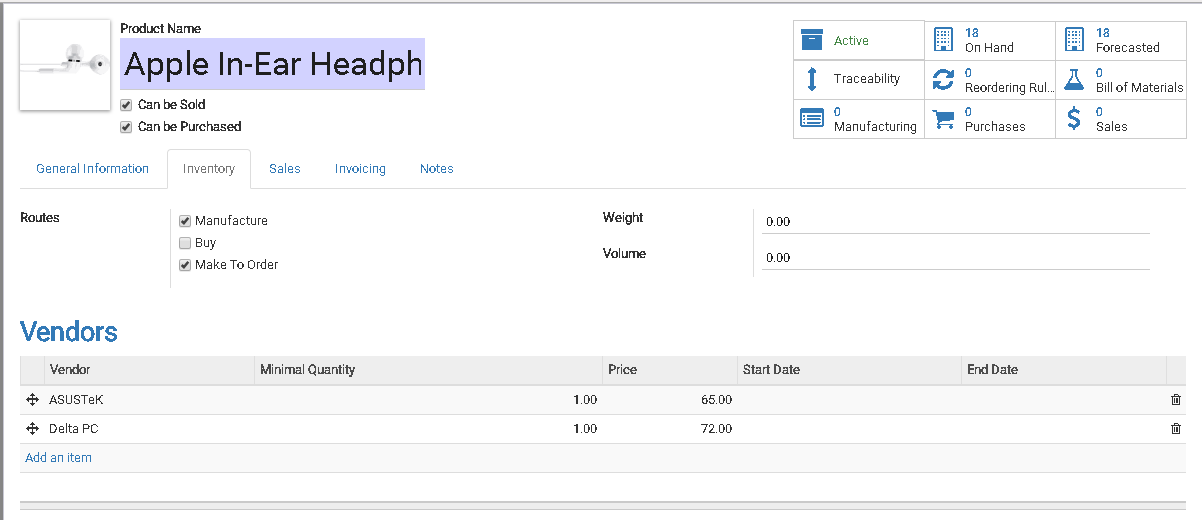 Product Name
Apple In-Ear Headph
Can be Sold
Can be Purchased
Active
18
On Hand
18
Forecasted
Traceability
0
Reordering Rul...
0
Bill of Materials
0
Manufacturing
0
Purchases
0
Sales
General Information Inventory Sales Invoicing Notes
Routes
Manufacture
Buy
Make To Order
Weight 0.00
Volume 0.00
Vendors
Vendor Minimal Quantity Price Start Date End Date
ASUSTeK 1.00 65.00
Delta PC 1.00 72.00
Add an item